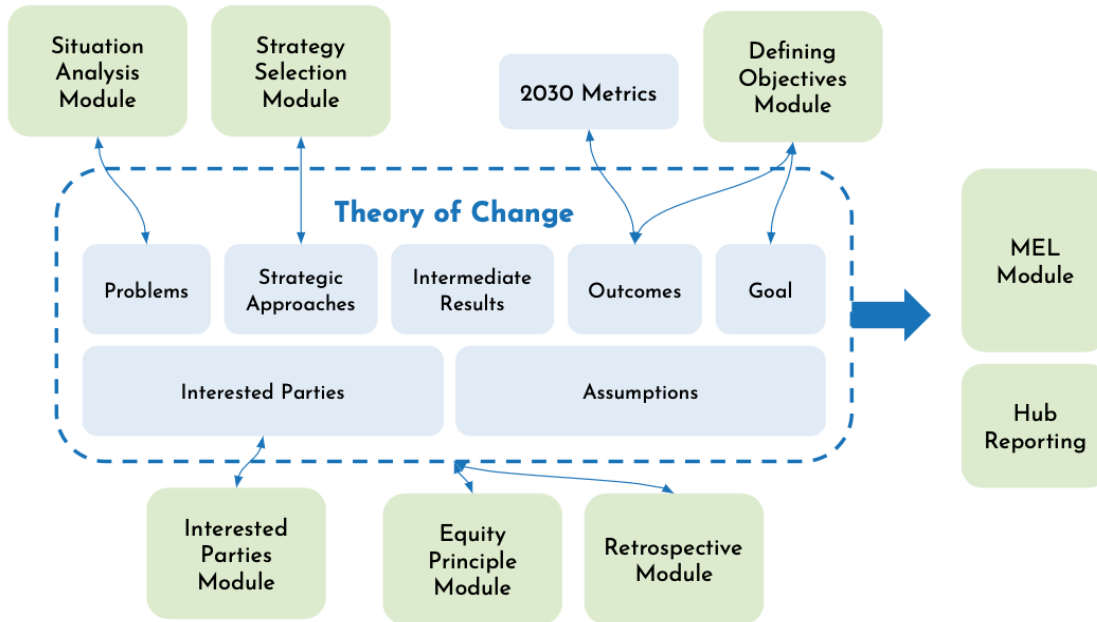 Situation
Analysis
Module
Strategy
Selection
Module
2030 Metrics
Defining
Objectives
Module
Theory of Change
Problems
Strategic
Approaches
Intermediate
Results
Outcomes
Goal
Interested Parties
Assumptions
MEL
Module
Hub
Reporting
Interested
Parties
Module
Equity
Principle
Module
Retrospective
Module